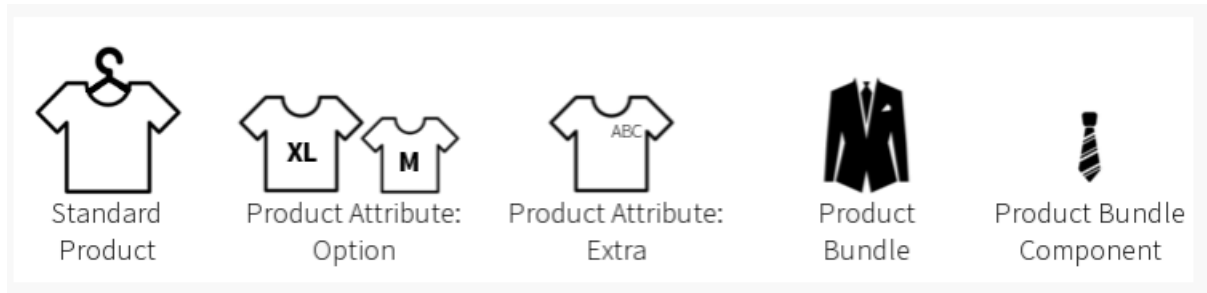 XL
M
ABC
Standard
Product
Product Attribute:
Option
Product Attribute:
Extra
Product
Bundle
Product Bundle
Component